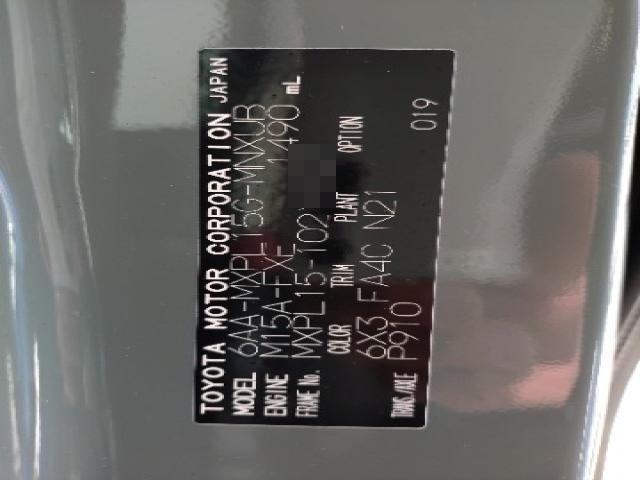 TOYOTA MOTOR CORPORATION JAPAN
MODEL 6AA-MXPL15G-MNXUB
ENGINE M15A-FXE 1490 mL
FRAME No. MXPL15-102
COLOR TRIM PLANT OPTION
6X3 FA40 N21 019
TRANS/AXLE P910